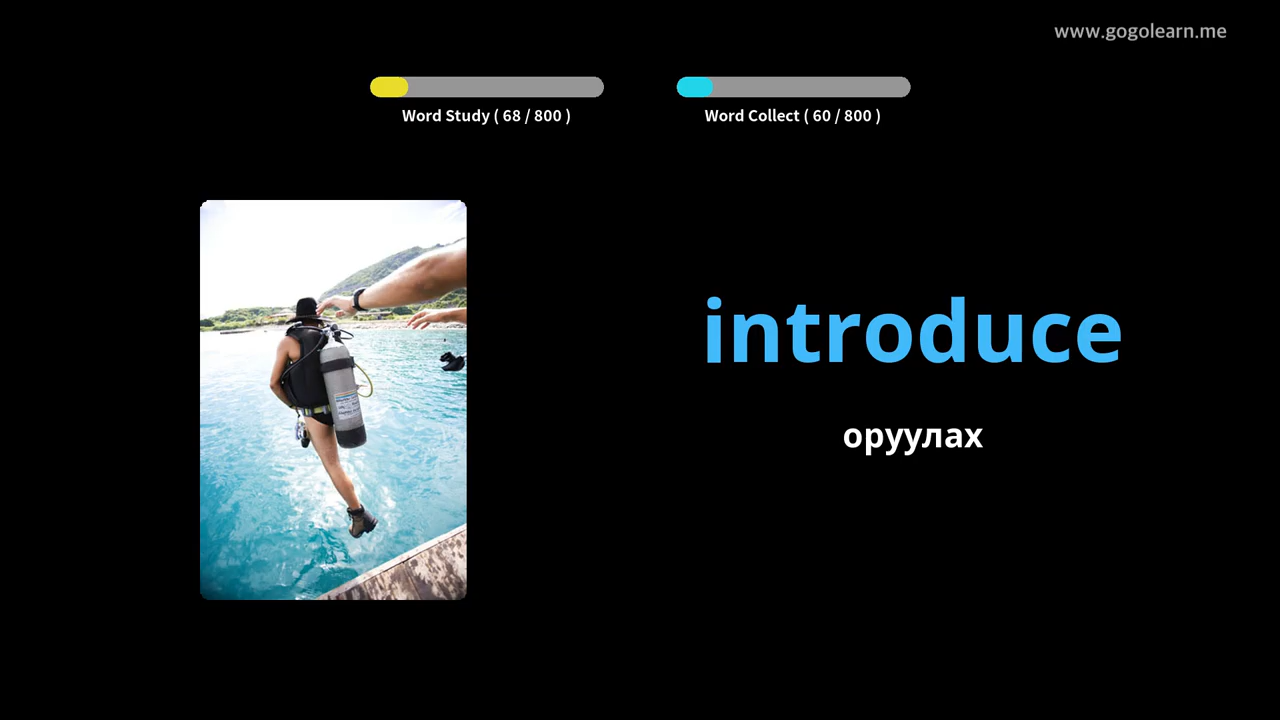 www.gogolearn.me
Word Study ( 68 / 800 )
Word Collect ( 60 / 800 )
introduce
оруулах